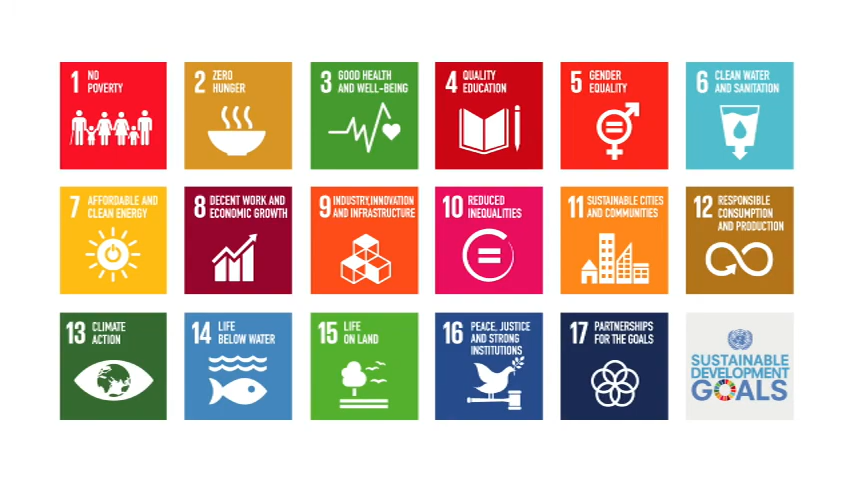 1 NO
POVERTY
2 ZERO
HUNGER
3 GOOD HEALTH
AND WELL-BEING
4 QUALITY
EDUCATION
5 GENDER
EQUALITY
6 CLEAN WATER
AND SANITATION
7 AFFORDABLE AND
CLEAN ENERGY
8 DECENT WORK AND
ECONOMIC GROWTH
9 INDUSTRY, INNOVATION
AND INFRASTRUCTURE
10 REDUCED
INEQUALITIES
11 SUSTAINABLE CITIES
AND COMMUNITIES
12 RESPONSIBLE
CONSUMPTION
AND PRODUCTION
13 CLIMATE
ACTION
14 LIFE
BELOW WATER
15 LIFE
ON LAND
16 PEACE, JUSTICE
AND STRONG
INSTITUTIONS
17 PARTNERSHIPS
FOR THE GOALS
SUSTAINABLE
DEVELOPMENT
GOALS